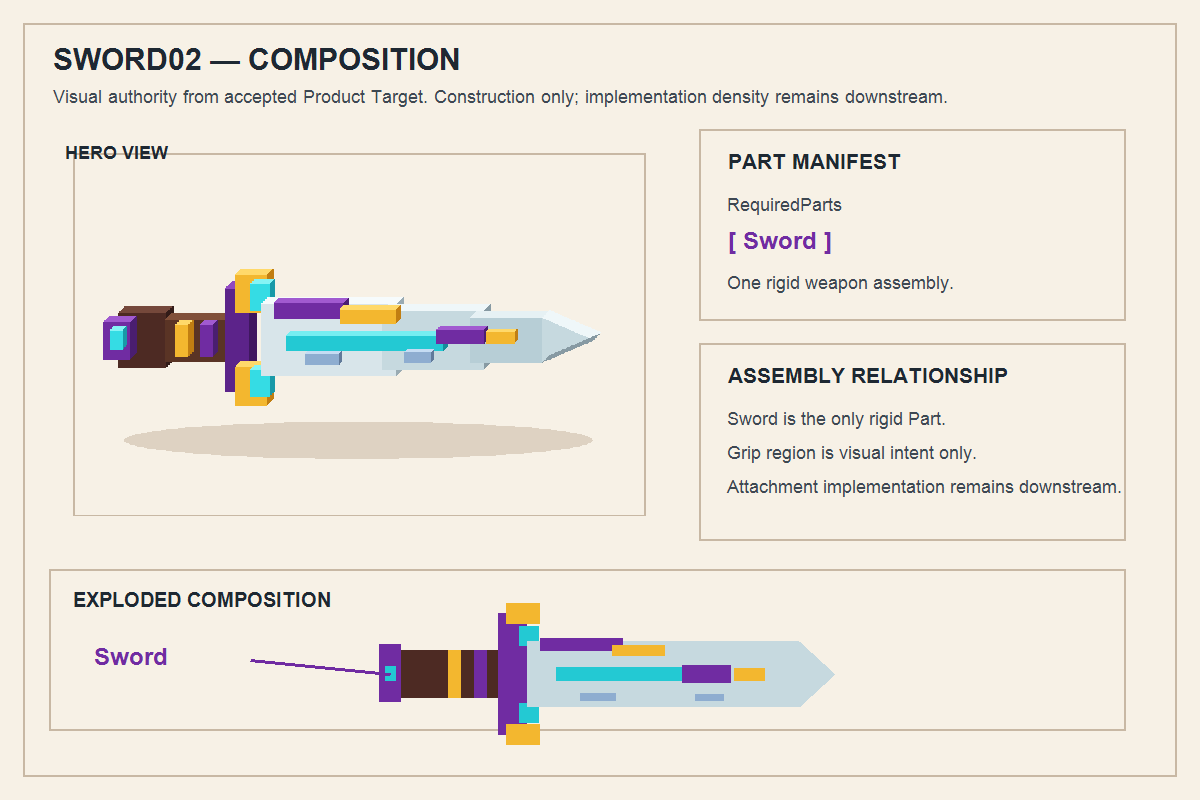 SWORD02 — COMPOSITION
Visual authority from accepted Product Target. Construction only; implementation density remains downstream.
HERO VIEW
PART MANIFEST
RequiredParts
[ Sword ]
One rigid weapon assembly.
ASSEMBLY RELATIONSHIP
Sword is the only rigid Part.
Grip region is visual intent only.
Attachment implementation remains downstream.
EXPLODED COMPOSITION
Sword